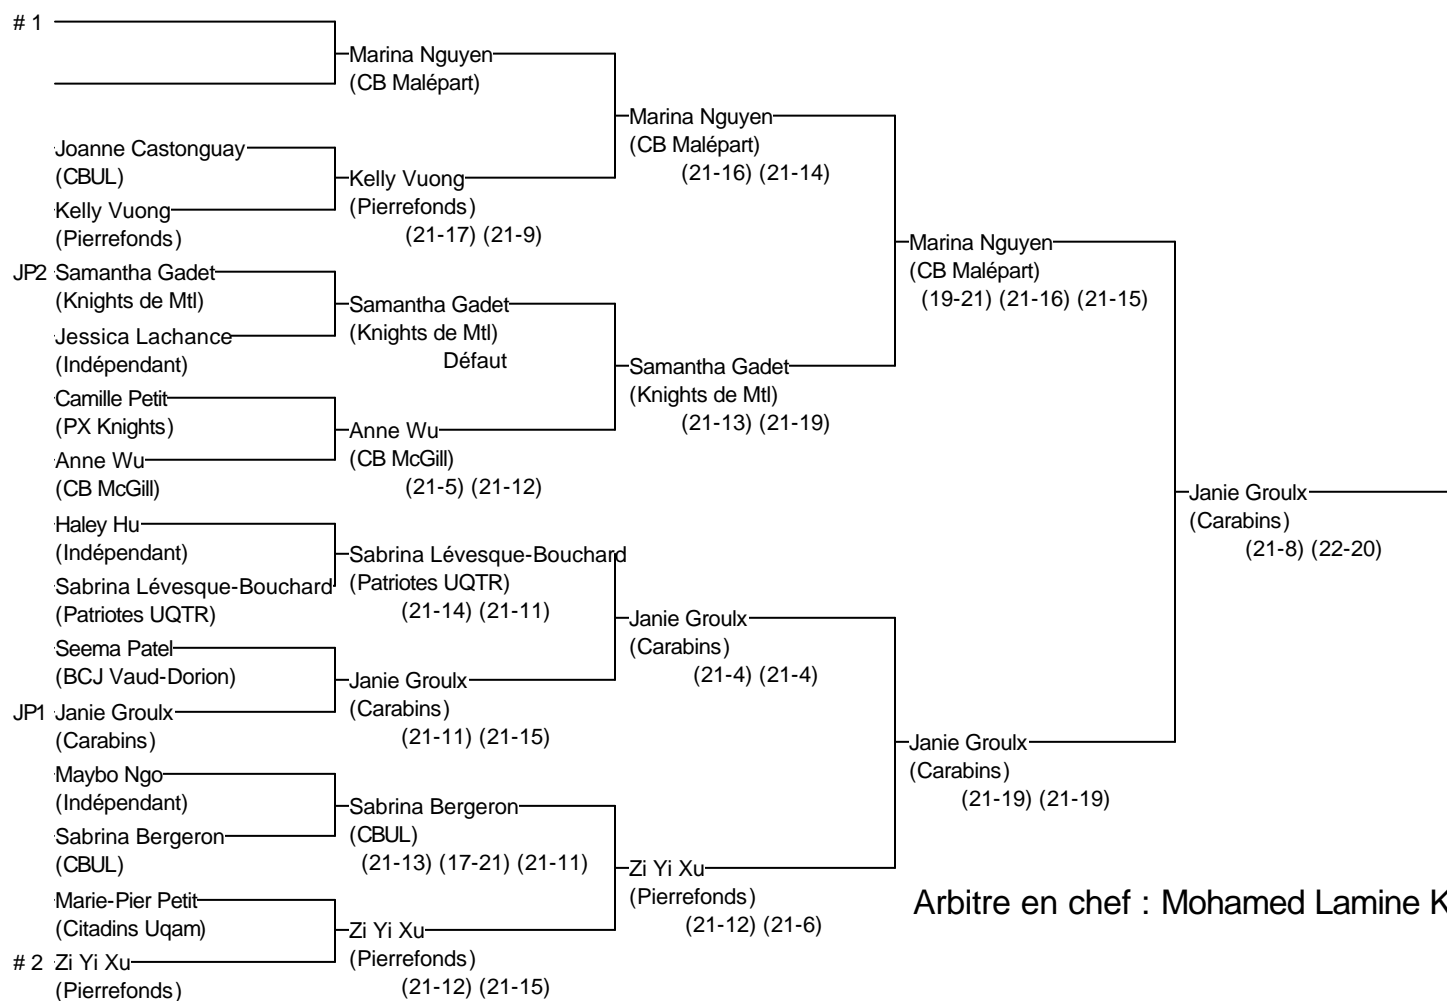 # 1
Marina Nguyen
(CB Malépart)
Marina Nguyen
(CB Malépart)
(21-16) (21-14)
Joanne Castonguay
(CBUL)
Kelly Vuong
(Pierrefonds)
(21-17) (21-9)
Kelly Vuong
(Pierrefonds)
Marina Nguyen
(CB Malépart)
(19-21) (21-16) (21-15)
JP2 Samantha Gadet
(Knights de Mtl)
Samantha Gadet
(Knights de Mtl)
Défaut
Jessica Lachance
(Indépendant)
Samantha Gadet
(Knights de Mtl)
(21-13) (21-19)
Camille Petit
(PX Knights)
Anne Wu
(CB McGill)
(21-5) (21-12)
Anne Wu
(CB McGill)
Janie Groulx
(Carabins)
(21-8) (22-20)
Haley Hu
(Indépendant)
Sabrina Lévesque-Bouchard
(Patriotes UQTR)
(21-14) (21-11)
Sabrina Lévesque-Bouchard
(Patriotes UQTR)
Janie Groulx
(Carabins)
(21-4) (21-4)
Seema Patel
(BCJ Vaud-Dorion)
Janie Groulx
(Carabins)
(21-11) (21-15)
JP1 Janie Groulx
(Carabins)
Janie Groulx
(Carabins)
(21-19) (21-19)
Maybo Ngo
(Indépendant)
Sabrina Bergeron
(CBUL)
(21-13) (17-21) (21-11)
Sabrina Bergeron
(CBUL)
Zi Yi Xu
(Pierrefonds)
(21-12) (21-6)
Marie-Pier Petit
(Citadins Uqam)
Zi Yi Xu
(Pierrefonds)
(21-12) (21-15)
# 2 Zi Yi Xu
(Pierrefonds)
Arbitre en chef : Mohamed Lamine K